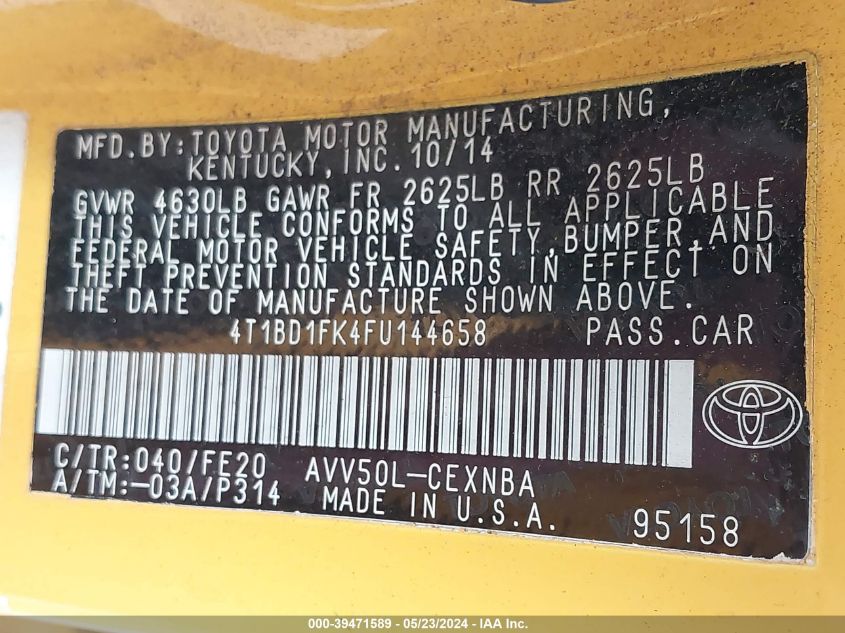 MFD.BY:TOYOTA MOTOR MANUFACTURING,
KENTUCKY,INC.10/14
GVWR 4630LB GAWR FR 2625LB RR 2625LB
THIS VEHICLE CONFORMS TO ALL APPLICABLE
FEDERAL MOTOR VEHICLE SAFETY,BUMPER,AND
THEFT PREVENTION STANDARDS IN EFFECT ON
THE DATE OF MANUFACTURE SHOWN ABOVE.
4T1BD1FK4FU144658 PASS.CAR
C/TR:040/FE20 AVV50L-CEXNBA
A/TM:-03A/P314 MADE IN U.S.A. 95158
000-39471589 - 05/23/2024 - IAA Inc.